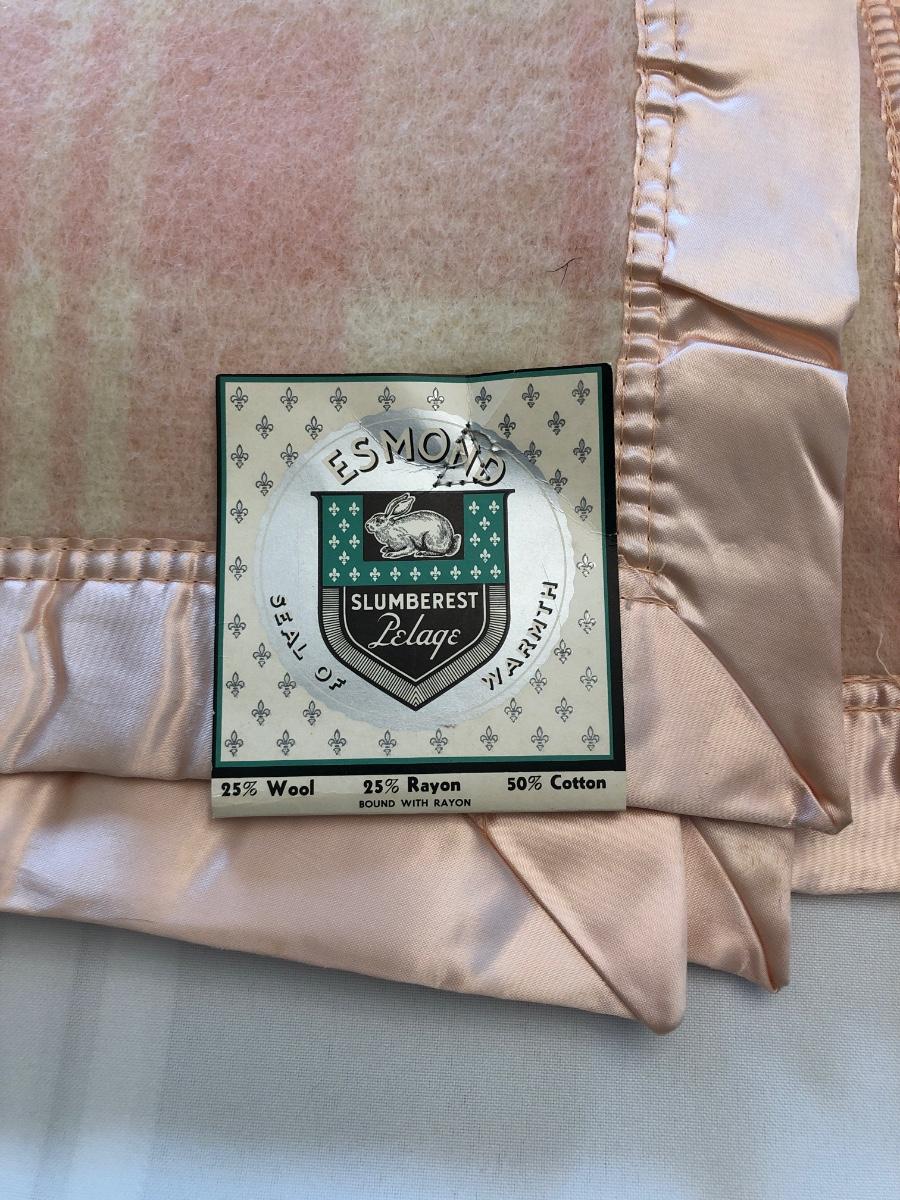 ESMOND
SLUMBEREST
Pelage
SEAL OF WARMTH
25% Wool 25% Rayon 50% Cotton
BOUND WITH RAYON